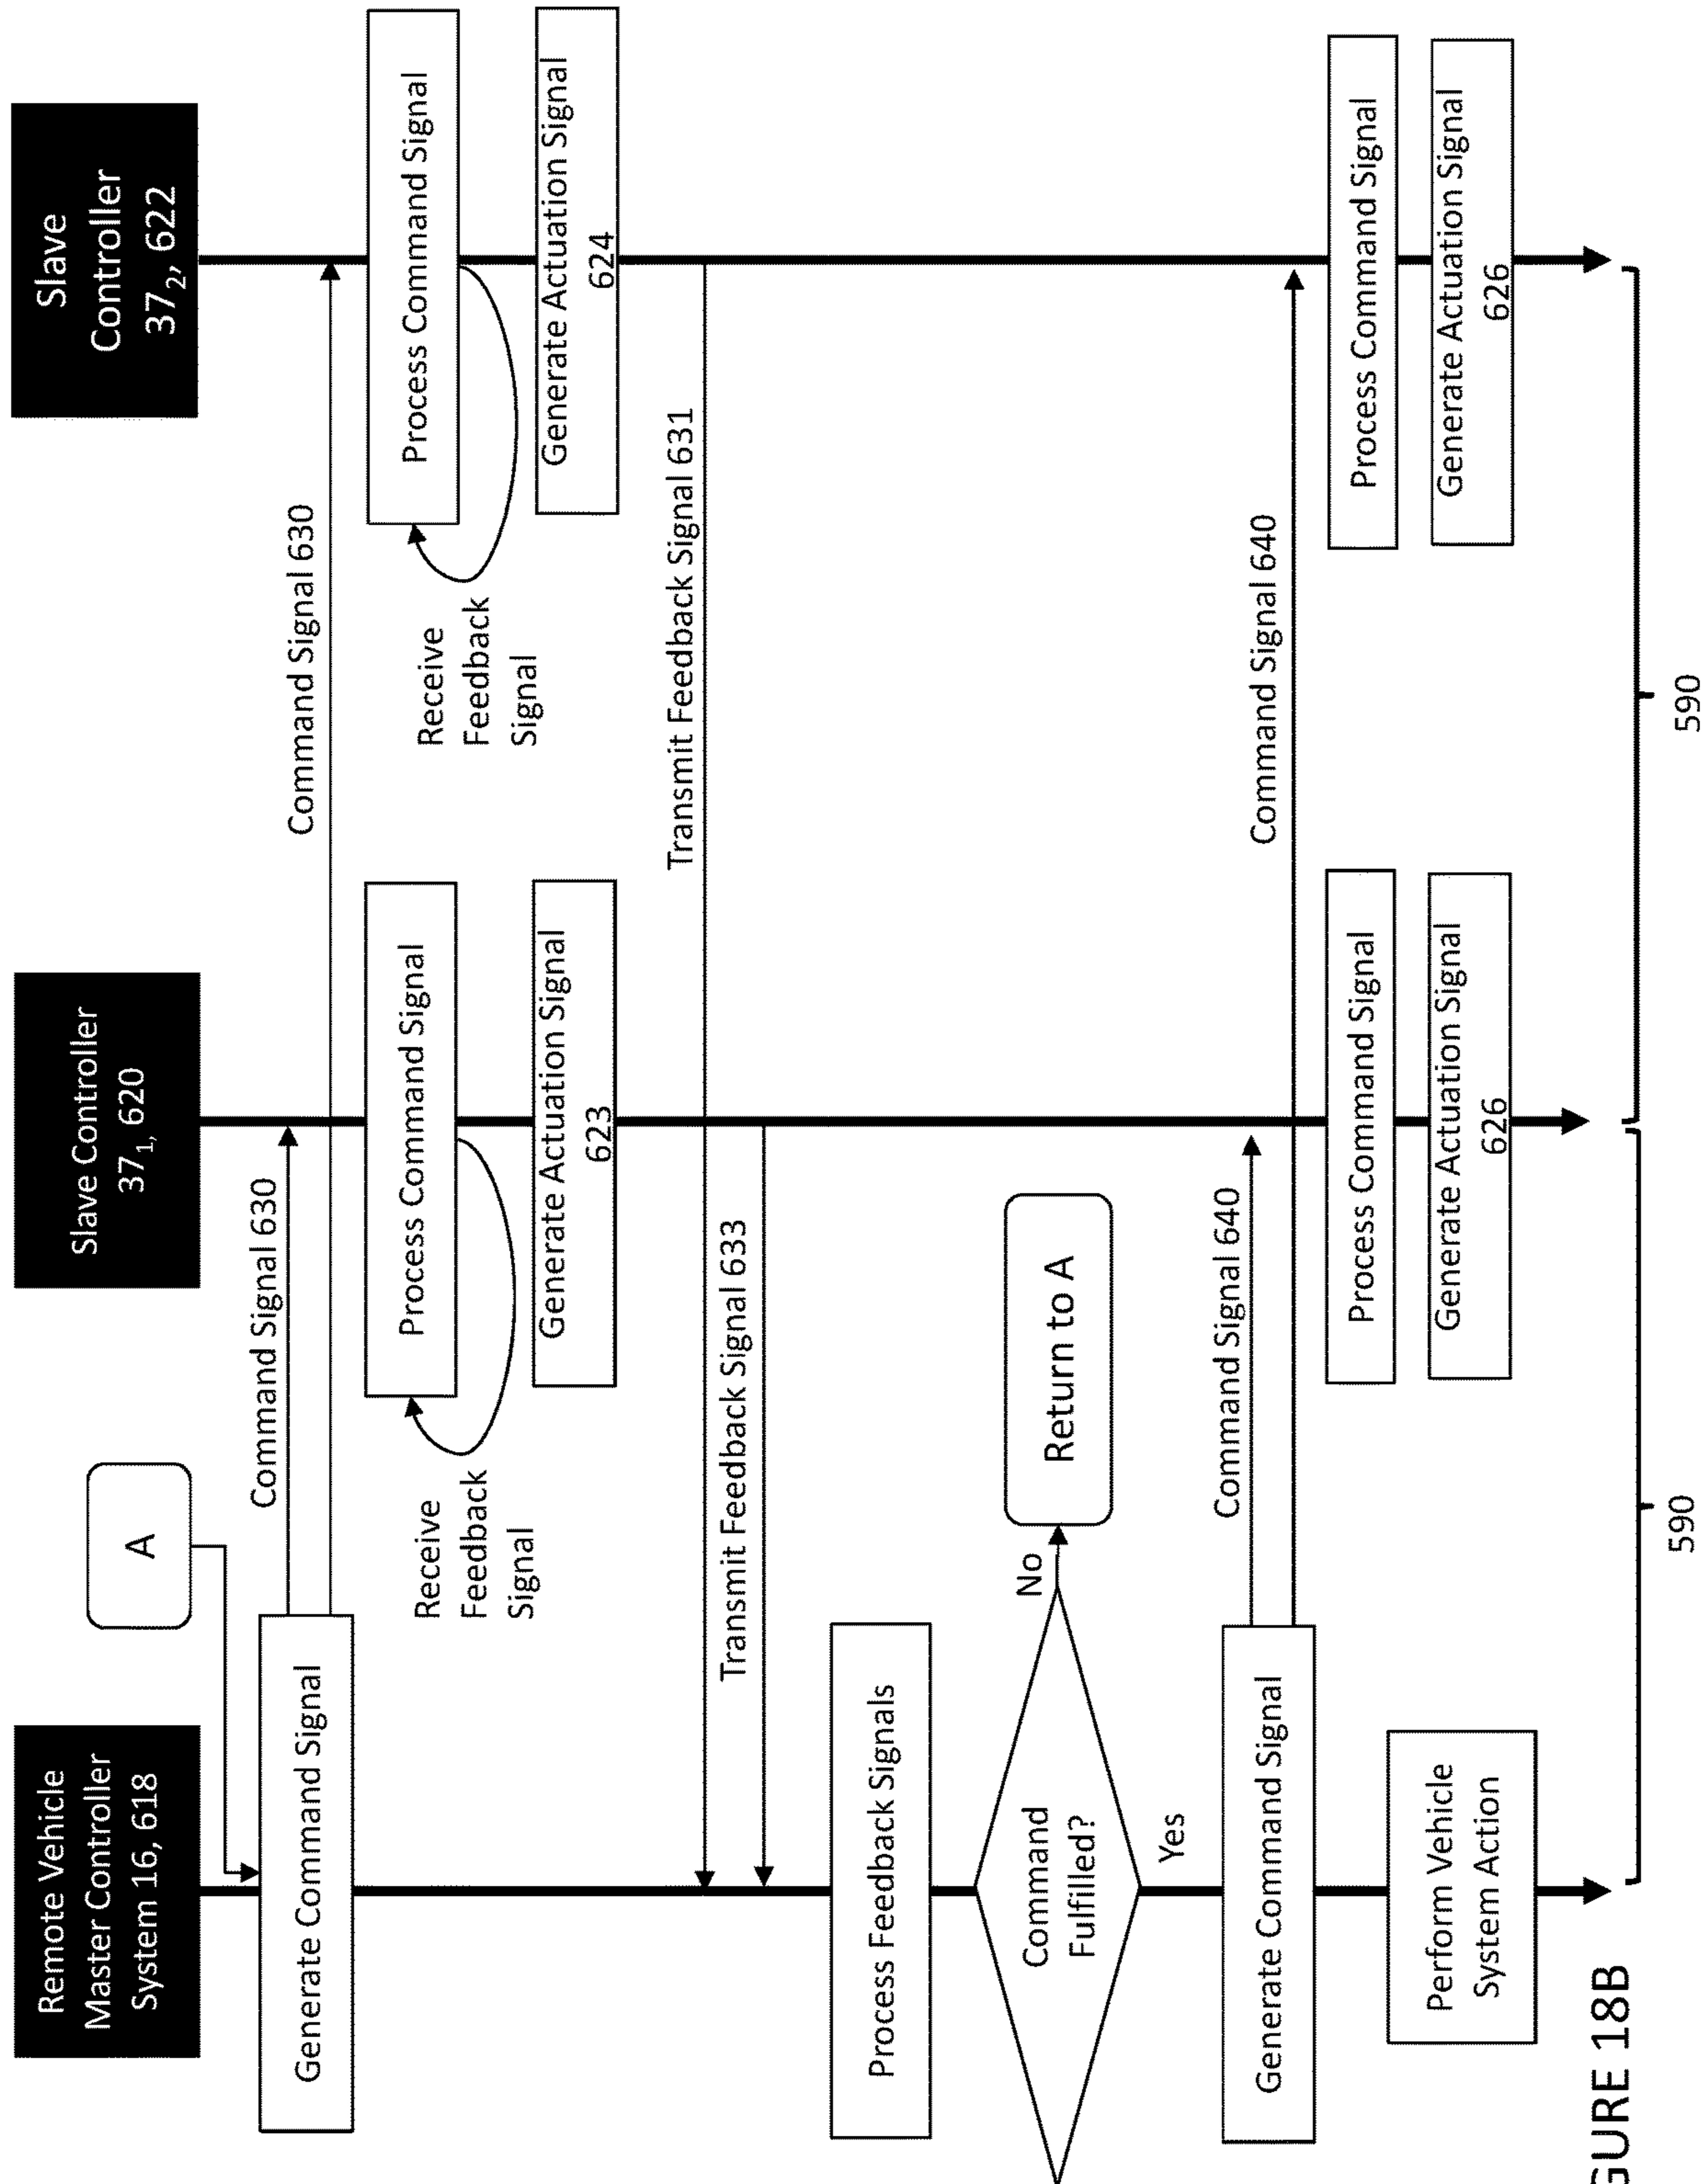 Remote Vehicle
Master Controller
System 16, 618
Slave Controller
37₁, 620
Slave
Controller
37₂, 622
A
Generate Command Signal
Command Signal 630
Command Signal 630
Process Command Signal
Process Command Signal
Receive
Feedback
Signal
Receive
Feedback
Signal
Generate Actuation Signal
623
Generate Actuation Signal
624
Transmit Feedback Signal 631
Transmit Feedback Signal 633
Process Feedback Signals
Command
Fulfilled?
No
Return to A
Yes
Generate Command Signal
Command Signal 640
Command Signal 640
Process Command Signal
Process Command Signal
Perform Vehicle
System Action
Generate Actuation Signal
626
Generate Actuation Signal
626
590
590
GURE 18B